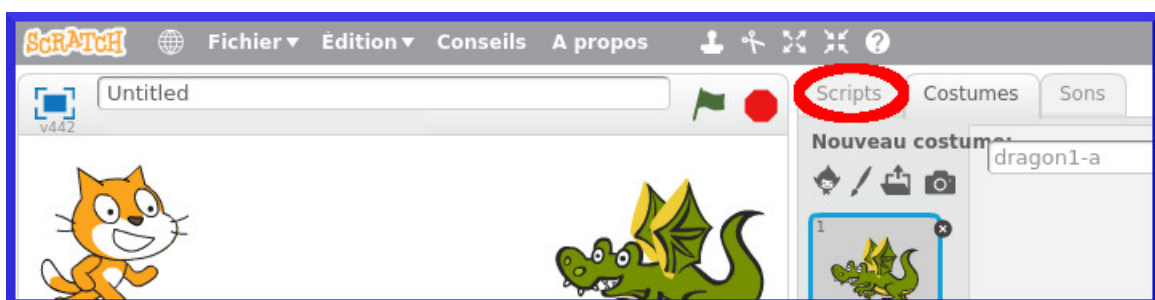 SCRATCH Fichier Édition Conseils A propos
Untitled
v442
Scripts Costumes Sons
Nouveau costume:
dragon1-a
1